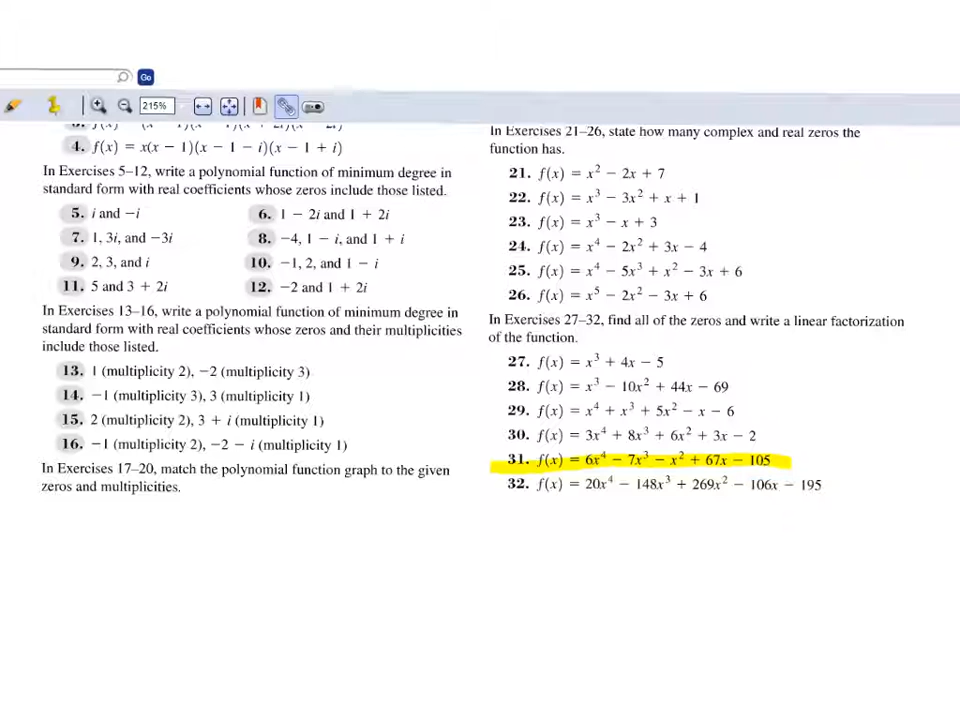 Go
215%
4. f(x) = x(x − 1)(x − 1 − i)(x − 1 + i)
In Exercises 5–12, write a polynomial function of minimum degree in
standard form with real coefficients whose zeros include those listed.
5. i and −i
6. 1 − 2i and 1 + 2i
7. 1, 3i, and −3i
8. −4, 1 − i, and 1 + i
9. 2, 3, and i
10. −1, 2, and 1 − i
11. 5 and 3 + 2i
12. −2 and 1 + 2i
In Exercises 13–16, write a polynomial function of minimum degree in
standard form with real coefficients whose zeros and their multiplicities
include those listed.
13. 1 (multiplicity 2), −2 (multiplicity 3)
14. −1 (multiplicity 3), 3 (multiplicity 1)
15. 2 (multiplicity 2), 3 + i (multiplicity 1)
16. −1 (multiplicity 2), −2 − i (multiplicity 1)
In Exercises 17–20, match the polynomial function graph to the given
zeros and multiplicities.
In Exercises 21–26, state how many complex and real zeros the
function has.
21. f(x) = x² − 2x + 7
22. f(x) = x³ − 3x² + x + 1
23. f(x) = x³ − x + 3
24. f(x) = x⁴ − 2x² + 3x − 4
25. f(x) = x⁴ − 5x³ + x² − 3x + 6
26. f(x) = x⁵ − 2x² − 3x + 6
In Exercises 27–32, find all of the zeros and write a linear factorization
of the function.
27. f(x) = x³ + 4x − 5
28. f(x) = x³ − 10x² + 44x − 69
29. f(x) = x⁴ + x³ + 5x² − x − 6
30. f(x) = 3x⁴ + 8x³ + 6x² + 3x − 2
31. f(x) = 6x⁴ − 7x³ − x² + 67x − 105
32. f(x) = 20x⁴ − 148x³ + 269x² − 106x − 195